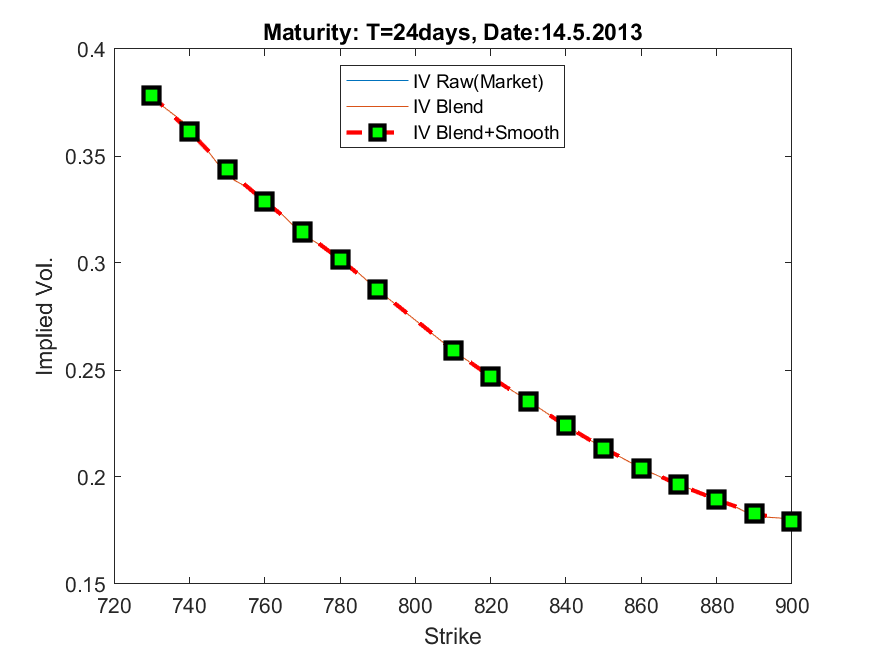 Maturity: T=24days, Date:14.5.2013
0.4
IV Raw(Market)
IV Blend
IV Blend+Smooth
0.35
0.3
Implied Vol.
0.25
0.2
0.15
720 740 760 780 800 820 840 860 880 900
Strike